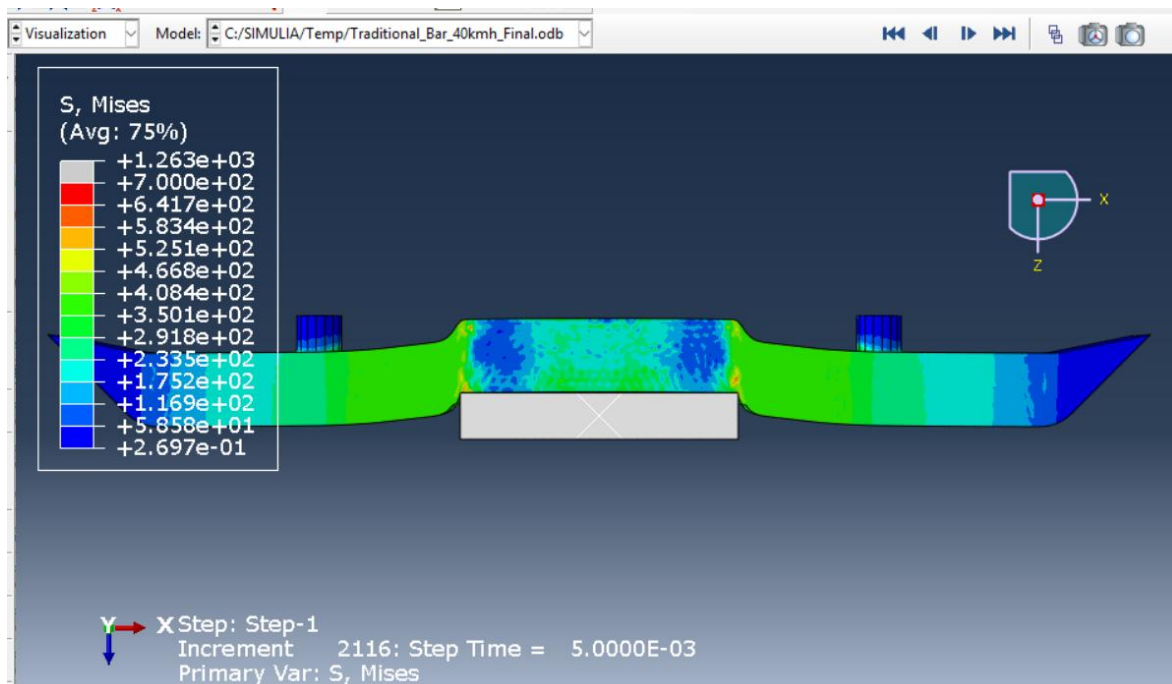 Visualization Model: C:/SIMULIA/Temp/Traditional_Bar_40kmh_Final.odb
S, Mises
(Avg: 75%)
+1.263e+03
+7.000e+02
+6.417e+02
+5.834e+02
+5.251e+02
+4.668e+02
+4.084e+02
+3.501e+02
+2.918e+02
+2.335e+02
+1.752e+02
+1.169e+02
+5.858e+01
+2.697e-01
X
Z
Y X
Step: Step-1
Increment 2116: Step Time = 5.0000E-03
Primary Var: S, Mises